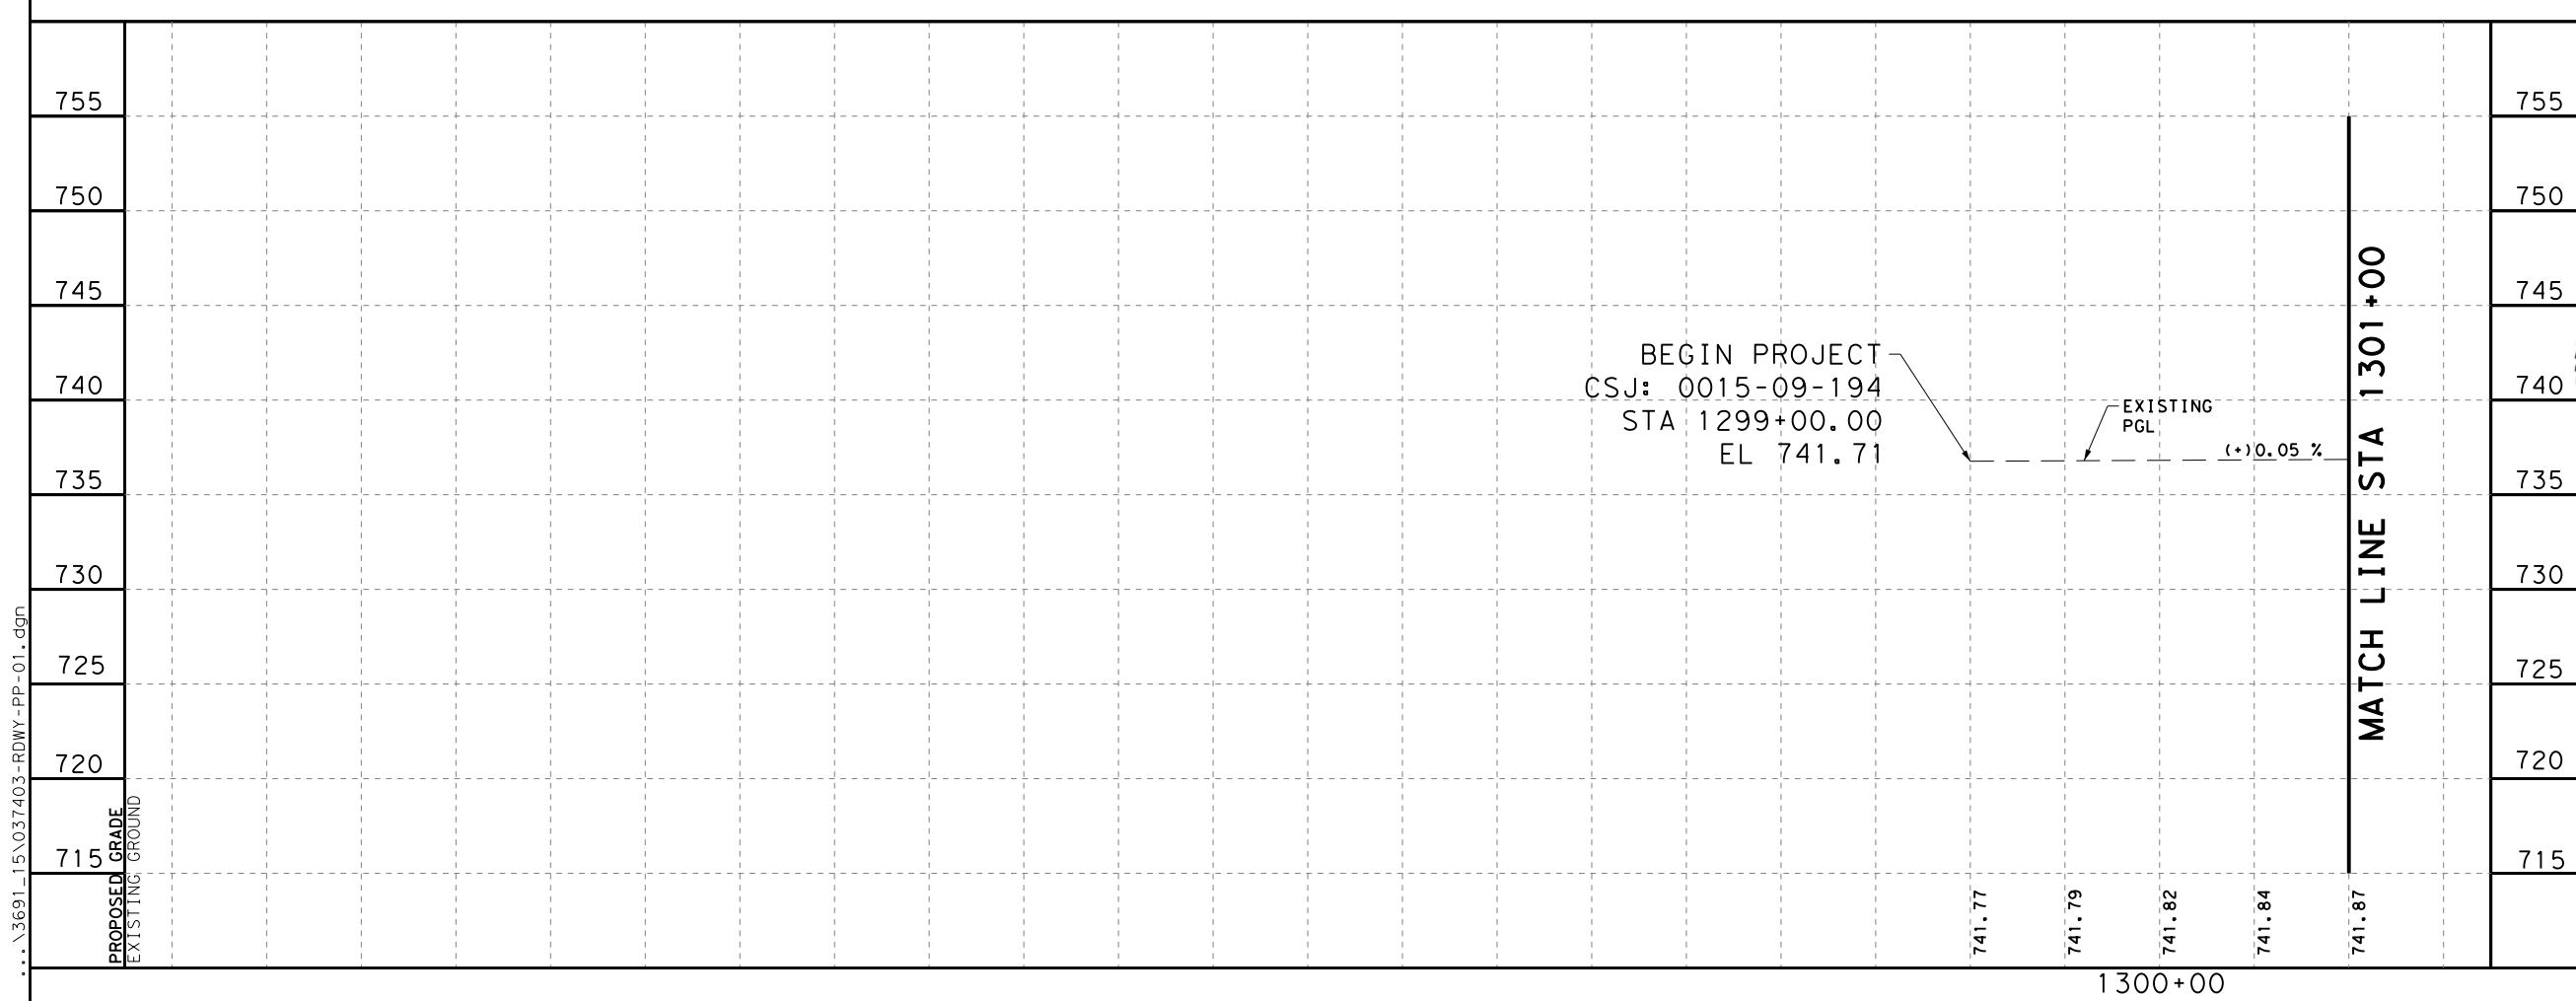 755
755
750
750
745
745
BEGIN PROJECT
CSJ: 0015-09-194
STA 1299+00.00
EL 741.71
740
740
EXISTING
PGL
(+)0.05 %
735
735
730
730
725
725
720
720
715
715
MATCH LINE STA 1301+00
PROPOSED GRADE
EXISTING GROUND
741.77
741.79
741.82
741.84
741.87
1300+00
...\3691_15\037403-RDWY-PP-01.dgn